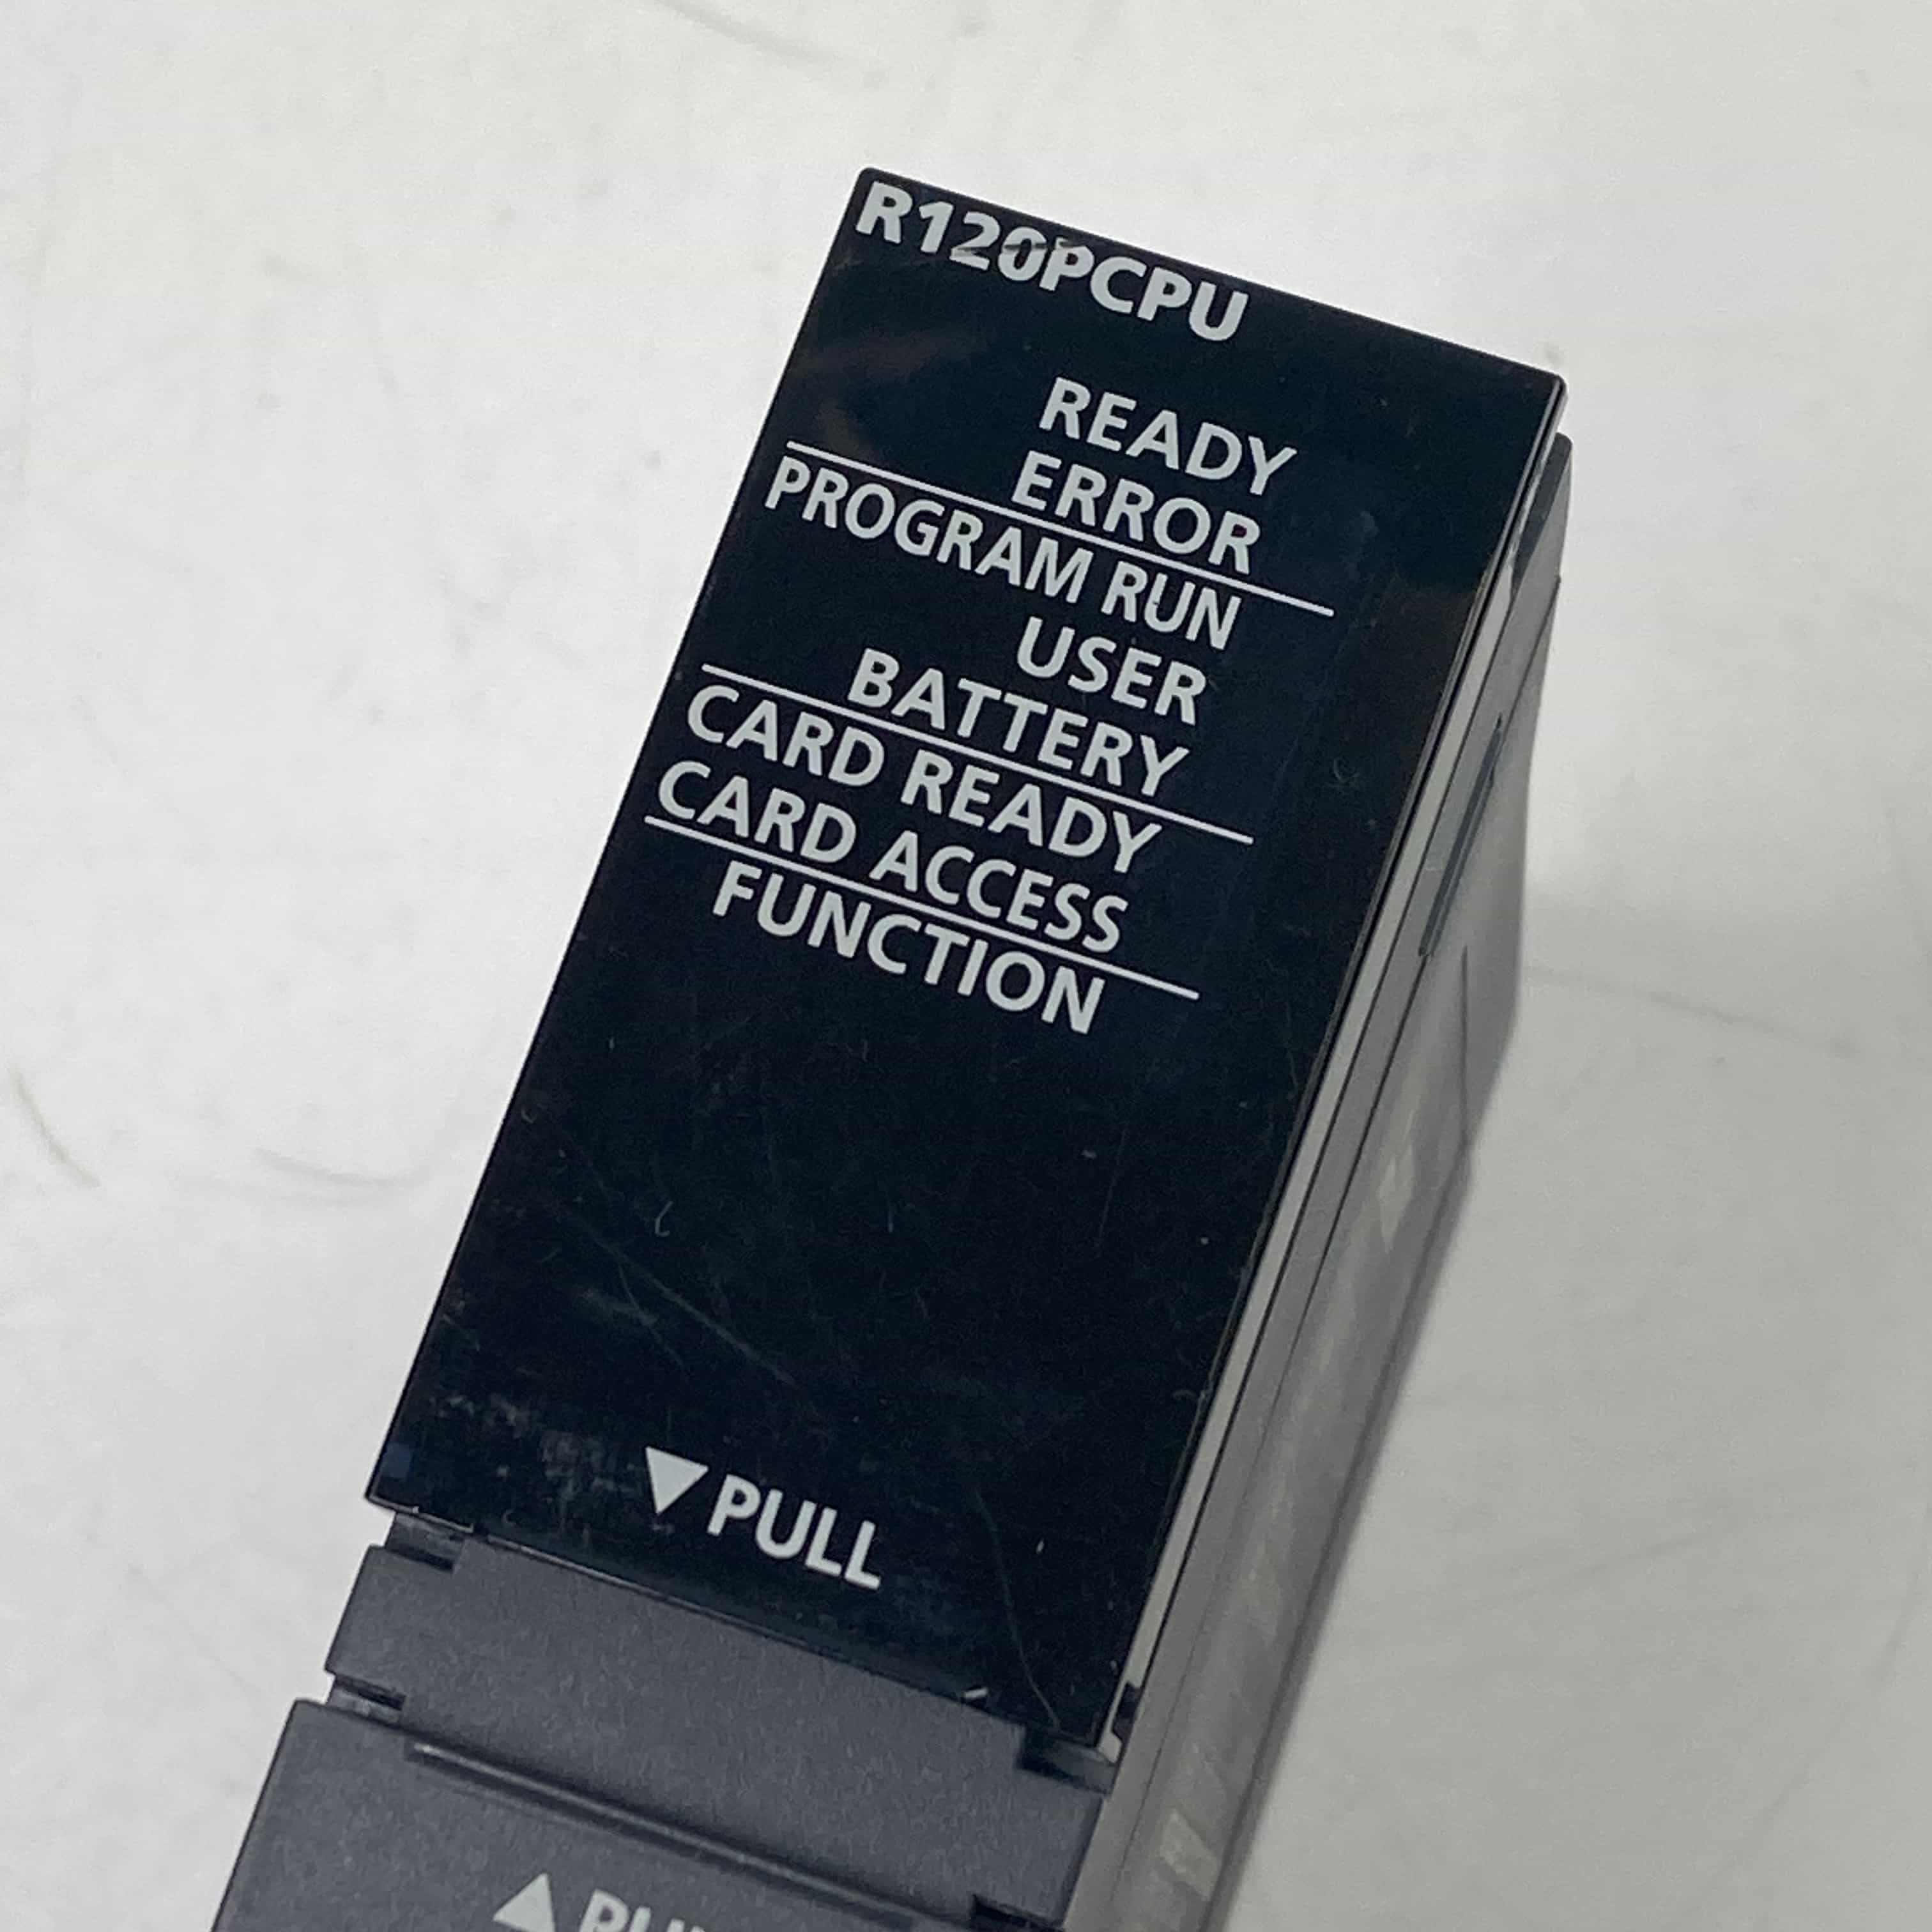 R120PCPU
READY
ERROR
PROGRAM RUN
USER
BATTERY
CARD READY
CARD ACCESS
FUNCTION
▼PULL